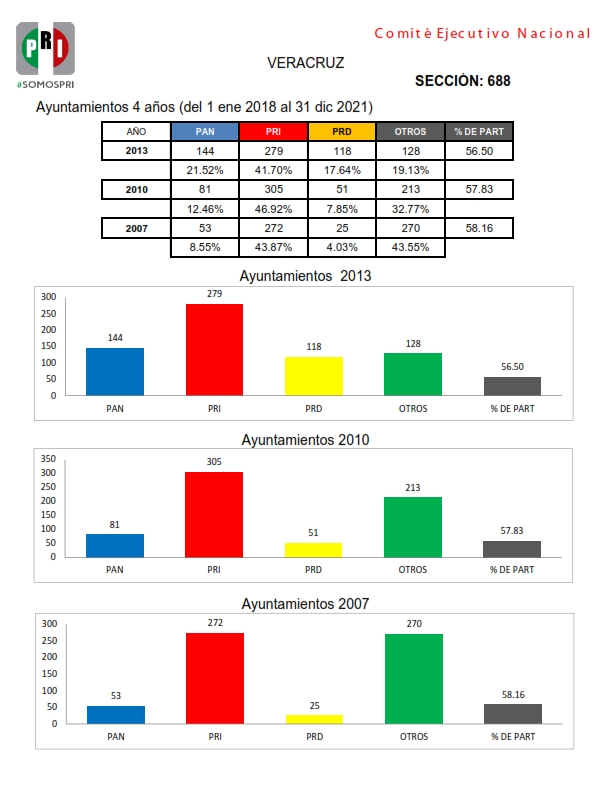 Comité Ejecutivo Nacional
PRI
#SOMOSPRI
VERACRUZ
SECCIÓN: 688
Ayuntamientos 4 años (del 1 ene 2018 al 31 dic 2021)
AÑO PAN PRI PRD OTROS % DE PART
2013 144 279 118 128 56.50
21.52% 41.70% 17.64% 19.13%
2010 81 305 51 213 57.83
12.46% 46.92% 7.85% 32.77%
2007 53 272 25 270 58.16
8.55% 43.87% 4.03% 43.55%
Ayuntamientos 2013
300
250
200
150
100
50
0
144 279 118 128 56.50
PAN PRI PRD OTROS % DE PART
Ayuntamientos 2010
350
300
250
200
150
100
50
0
81 305 51 213 57.83
PAN PRI PRD OTROS % DE PART
Ayuntamientos 2007
300
250
200
150
100
50
0
53 272 25 270 58.16
PAN PRI PRD OTROS % DE PART